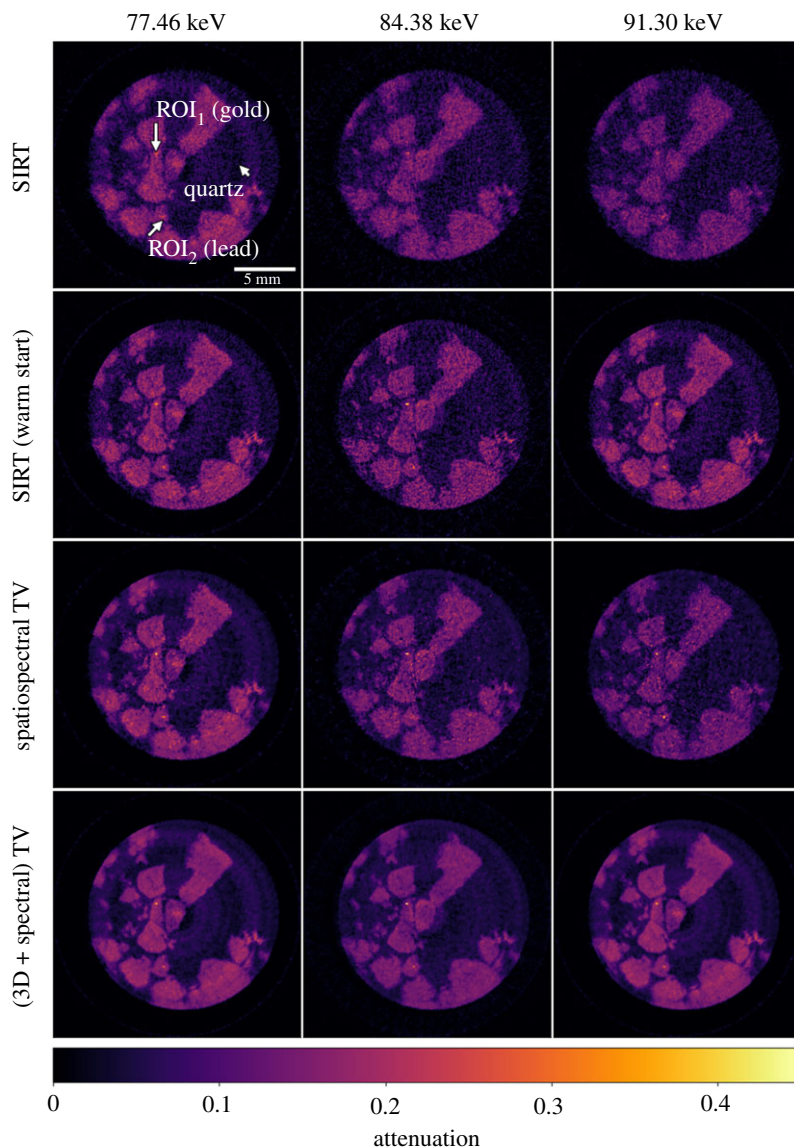 77.46 keV 84.38 keV 91.30 keV
SIRT
ROI₁ (gold)
quartz
ROI₂ (lead)
5 mm
SIRT (warm start)
spatiospectral TV
(3D + spectral) TV
0 0.1 0.2 0.3 0.4
attenuation